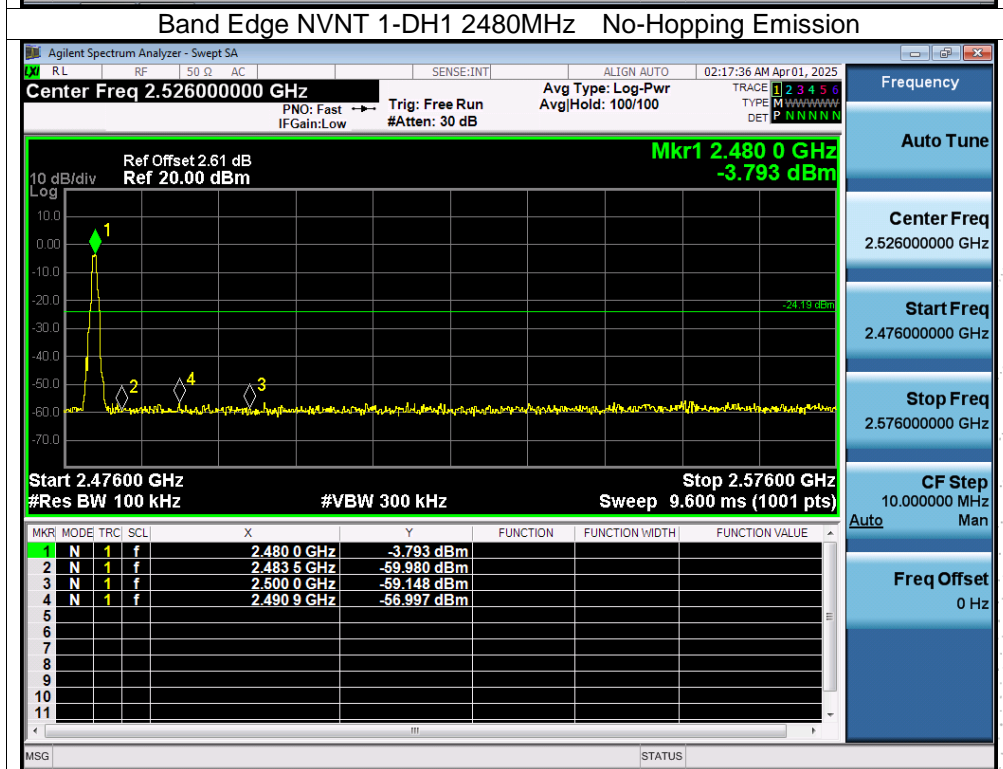 Band Edge NVNT 1-DH1 2480MHz No-Hopping Emission
Agilent Spectrum Analyzer - Swept SA
LXI RL RF 50 Ω AC SENSE:INT ALIGN AUTO 02:17:36 AM Apr 01, 2025
Center Freq 2.526000000 GHz
PNO: Fast
IFGain:Low
Trig: Free Run
#Atten: 30 dB
Avg Type: Log-Pwr
Avg|Hold: 100/100
TRACE 1 2 3 4 5 6
TYPE M WWWWW
DET P N N N N N
Frequency
Auto Tune
Center Freq
2.526000000 GHz
Start Freq
2.476000000 GHz
Stop Freq
2.576000000 GHz
CF Step
10.000000 MHz
Auto Man
Freq Offset
0 Hz
Mkr1 2.480 0 GHz
-3.793 dBm
Ref Offset 2.61 dB
10 dB/div Ref 20.00 dBm
Log
10.0
0.00
-10.0
-20.0
-30.0
-40.0
-50.0
-60.0
-70.0
1
-24.19 dBm
2
4
3
Start 2.47600 GHz Stop 2.57600 GHz
#Res BW 100 kHz #VBW 300 kHz Sweep 9.600 ms (1001 pts)
MKR MODE TRC SCL X Y FUNCTION FUNCTION WIDTH FUNCTION VALUE
1 N 1 f 2.480 0 GHz -3.793 dBm
2 N 1 f 2.483 5 GHz -59.980 dBm
3 N 1 f 2.500 0 GHz -59.148 dBm
4 N 1 f 2.490 9 GHz -56.997 dBm
5
6
7
8
9
10
11
MSG STATUS